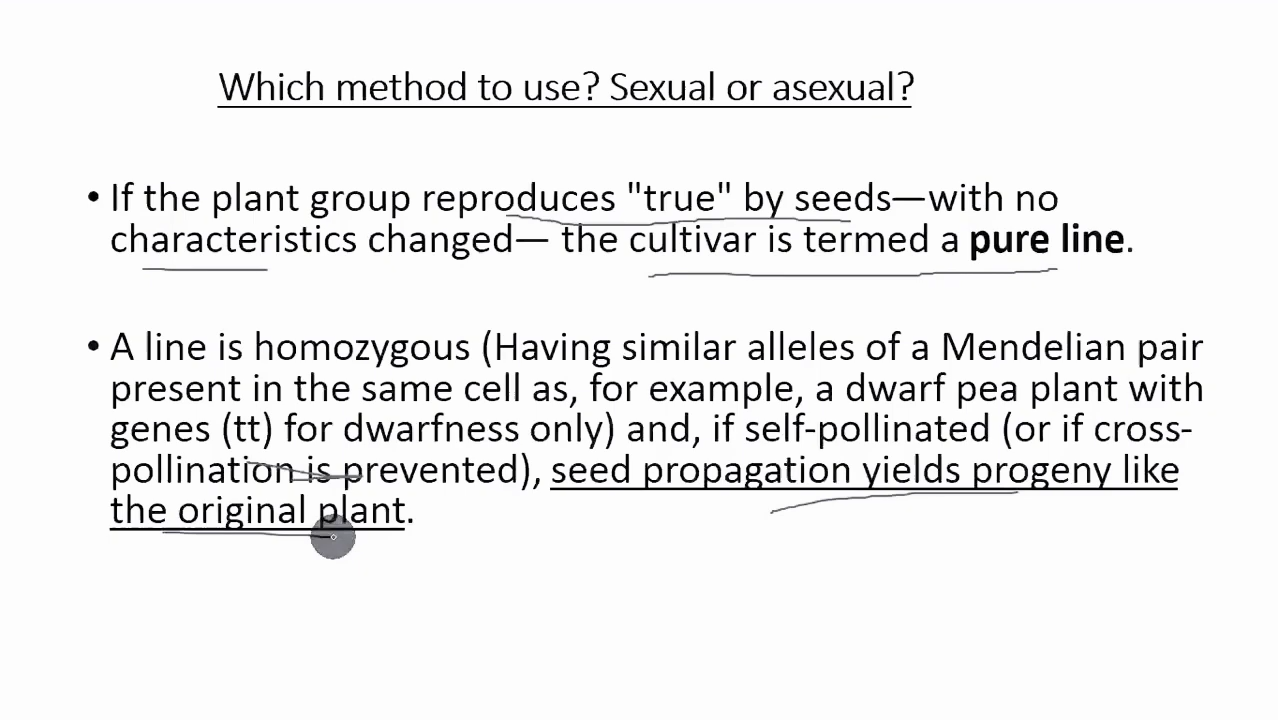 Which method to use? Sexual or asexual?
• If the plant group reproduces "true" by seeds—with no
characteristics changed— the cultivar is termed a pure line.
• A line is homozygous (Having similar alleles of a Mendelian pair
present in the same cell as, for example, a dwarf pea plant with
genes (tt) for dwarfness only) and, if self-pollinated (or if cross-
pollination is prevented), seed propagation yields progeny like
the original plant.